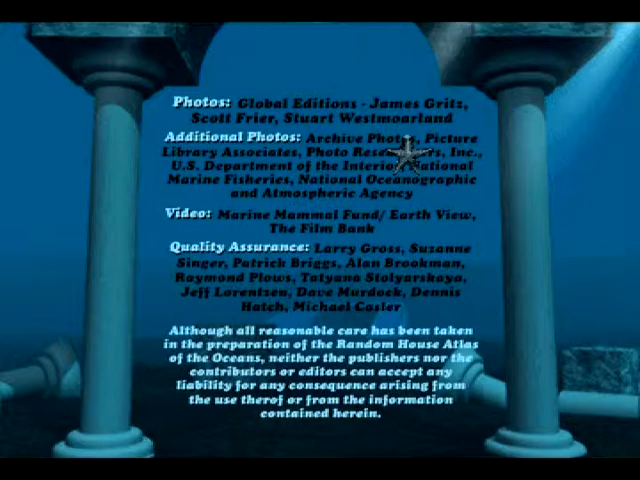 Photos: Global Editions - James Gritz,
Scott Frier, Stuart Westmoarland
Additional Photos: Archive Photos, Picture
Library Associates, Photo Researchers, Inc.,
U.S. Department of the Interior, National
Marine Fisheries, National Oceanographic
and Atmospheric Agency
Video: Marine Mammal Fund/ Earth View,
The Film Bank
Quality Assurance: Larry Gross, Suzanne
Singer, Patrick Briggs, Alan Brookman,
Raymond Plows, Tatyana Stolyarskaya,
Jeff Lorentzen, Dave Murdock, Dennis
Hatch, Michael Casler
Although all reasonable care has been taken
in the preparation of the Random House Atlas
of the Oceans, neither the publishers nor the
contributors or editors can accept any
liability for any consequence arising from
the use therof or from the information
contained herein.